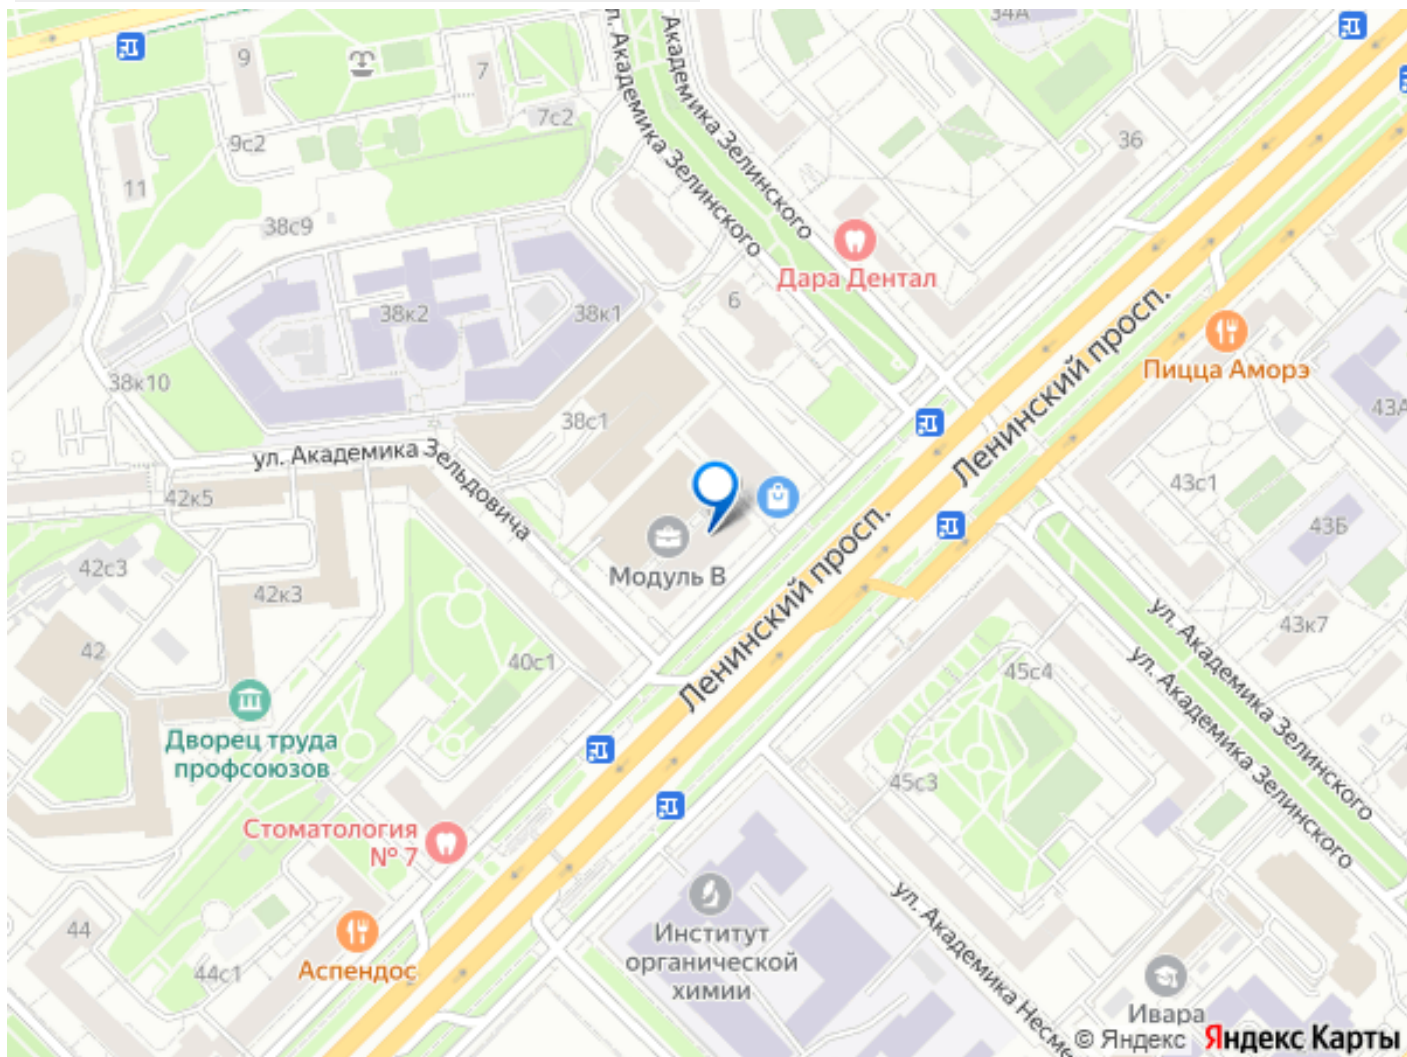 34А
9
7
7с2
9с2
36
11
38с9
ул. Академика Зелинского
Академика Зелинского
Дара Дентал
6
38к2
38к1
Ленинский просп.
Пицца Аморэ
38к10
38с1
43А
ул. Академика Зельдовича
42к5
43с1
43Б
Модуль В
Ленинский просп.
42с3
42к3
43к7
42
40с1
45с4
ул. Академика Зелинского
ул. Академика Зелинского
Дворец труда
профсоюзов
45с3
Стоматология
№ 7
ул. Академика Несме
44
Институт
органической
химии
44с1
Аспендос
Ивара
© Яндекс Яндекс Карты